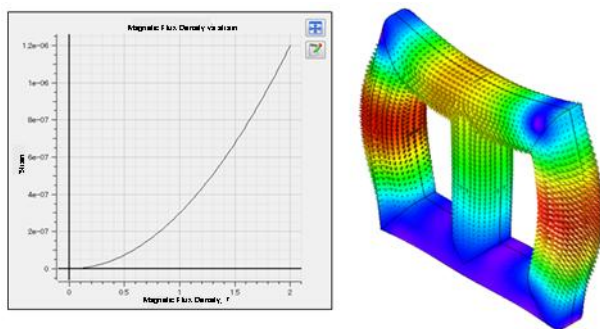 Magnetic Flux Density vs strain
1.2e-06
1e-06
8e-07
6e-07
4e-07
2e-07
0
Strain
0 0.5 1 1.5 2
Magnetic Flux Density, T